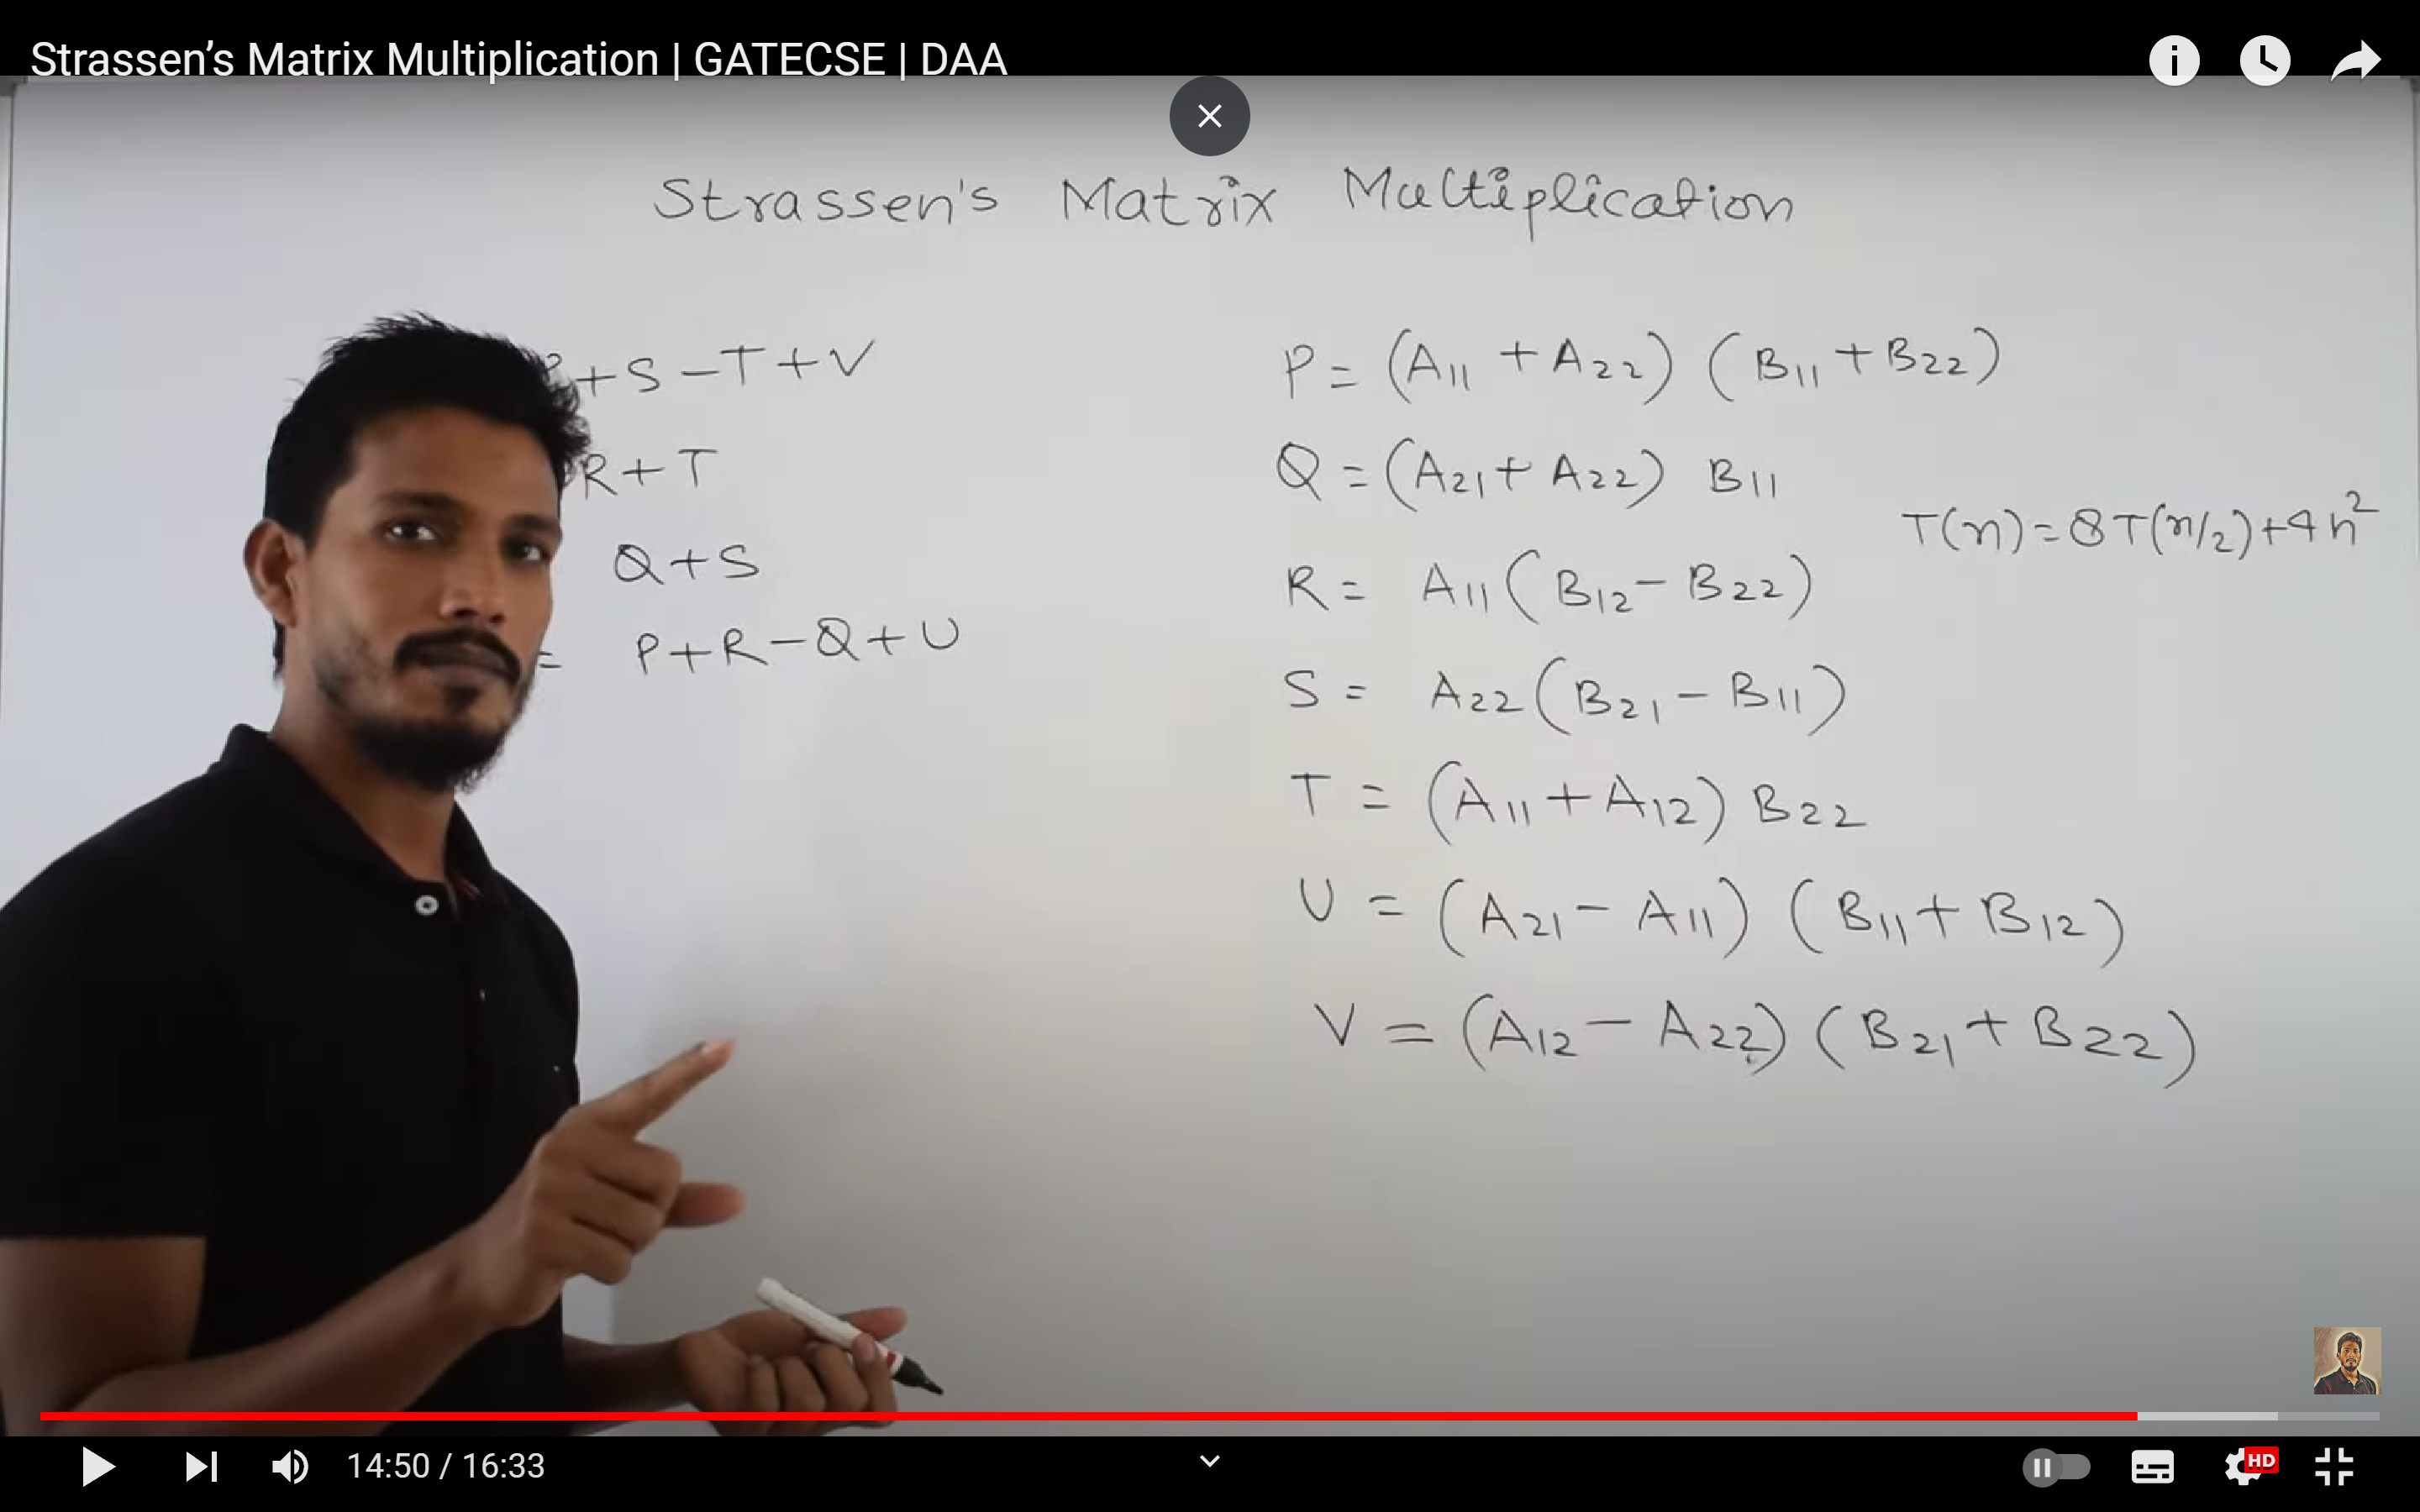 Strassen’s Matrix Multiplication | GATECSE | DAA
Strassen's Matrix Multiplication
+S-T+V
R+T
Q+S
= P+R-Q+U
P = (A11 + A22) (B11 + B22)
Q = (A21 + A22) B11
T(n) = 8T(n/2)+4n²
R = A11 (B12 - B22)
S = A22 (B21 - B11)
T = (A11 + A12) B22
U = (A21 - A11) (B11 + B12)
V = (A12 - A22) (B21 + B22)
14:50 / 16:33
HD